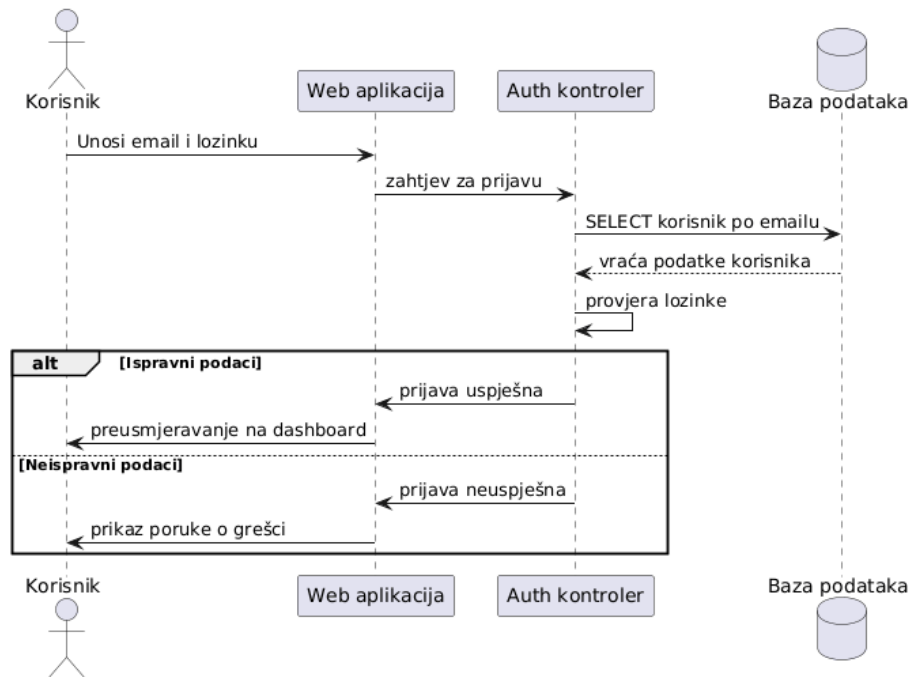 Korisnik
Web aplikacija
Auth kontroler
Baza podataka
Unosi email i lozinku
zahtjev za prijavu
SELECT korisnik po emailu
vraća podatke korisnika
provjera lozinke
alt
[Ispravni podaci]
prijava uspješna
preusmjeravanje na dashboard
[Neispravni podaci]
prijava neuspješna
prikaz poruke o grešci
Korisnik
Web aplikacija
Auth kontroler
Baza podataka